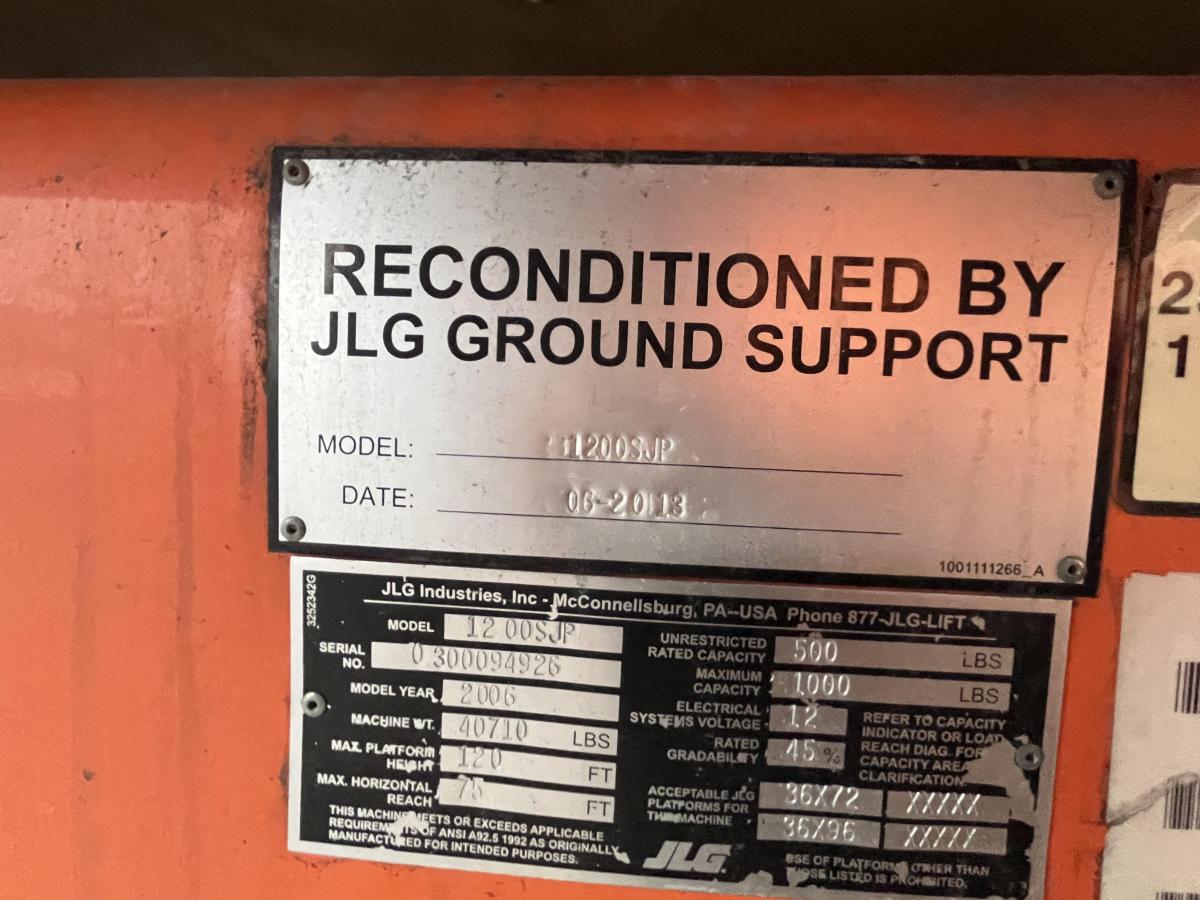 RECONDITIONED BY
JLG GROUND SUPPORT
MODEL: 1200SJP
DATE: 06-2013
1001111266_A
2
1
3252342G
JLG Industries, Inc - McConnellsburg, PA--USA Phone 877-JLG-LIFT
MODEL 1200SJP
SERIAL NO. 0300094926
MODEL YEAR 2006
MACHINE WT. 40710 LBS
MAX. PLATFORM HEIGHT 120 FT
MAX. HORIZONTAL REACH 75 FT
THIS MACHINE MEETS OR EXCEEDS APPLICABLE
REQUIREMENTS OF ANSI A92.5 1992 AS ORIGINALLY
MANUFACTURED FOR INTENDED PURPOSES.
UNRESTRICTED RATED CAPACITY 500 LBS
MAXIMUM CAPACITY 1000 LBS
ELECTRICAL SYSTEMS VOLTAGE 12
RATED GRADABILITY 45 %
REFER TO CAPACITY
INDICATOR OR LOAD
REACH DIAG. FOR
CAPACITY AREA
CLARIFICATION.
ACCEPTABLE JLG
PLATFORMS FOR
THIS MACHINE
36X72 XXXXX
36X96 XXXXX
JLG
USE OF PLATFORMS OTHER THAN
THOSE LISTED IS PROHIBITED.